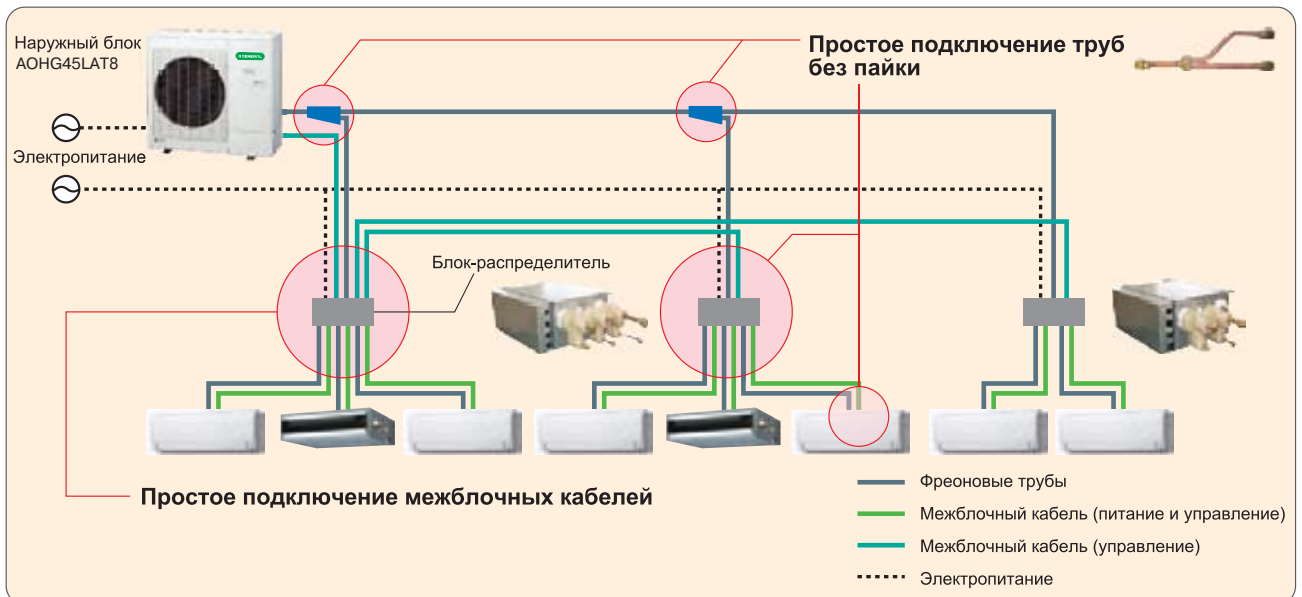 Наружный блок
AOHG45LAT8
GENERAL
Простое подключение труб
без пайки
Электропитание
Блок-распределитель
Простое подключение межблочных кабелей
Фреоновые трубы
Межблочный кабель (питание и управление)
Межблочный кабель (управление)
Электропитание